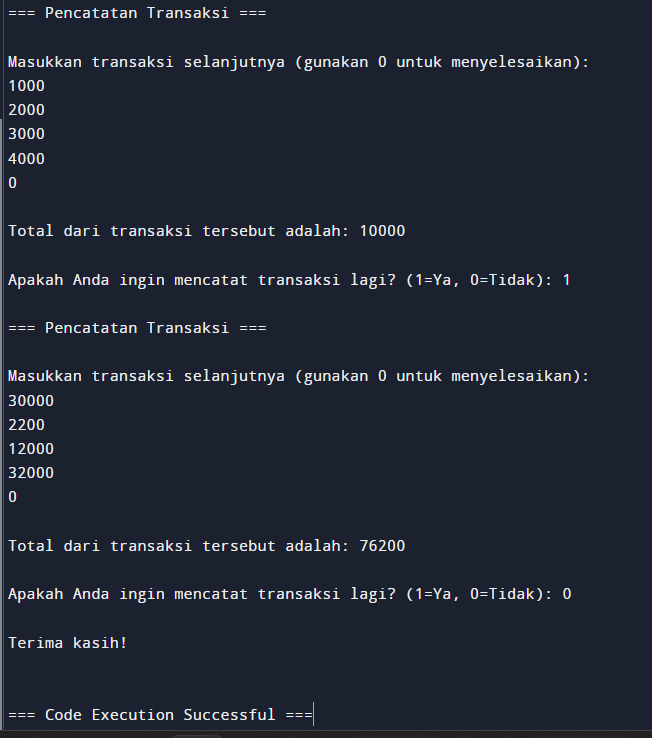 === Pencatatan Transaksi ===
Masukkan transaksi selanjutnya (gunakan 0 untuk menyelesaikan):
1000
2000
3000
4000
0
Total dari transaksi tersebut adalah: 10000
Apakah Anda ingin mencatat transaksi lagi? (1=Ya, 0=Tidak): 1
=== Pencatatan Transaksi ===
Masukkan transaksi selanjutnya (gunakan 0 untuk menyelesaikan):
30000
2200
12000
32000
0
Total dari transaksi tersebut adalah: 76200
Apakah Anda ingin mencatat transaksi lagi? (1=Ya, 0=Tidak): 0
Terima kasih!
=== Code Execution Successful ===